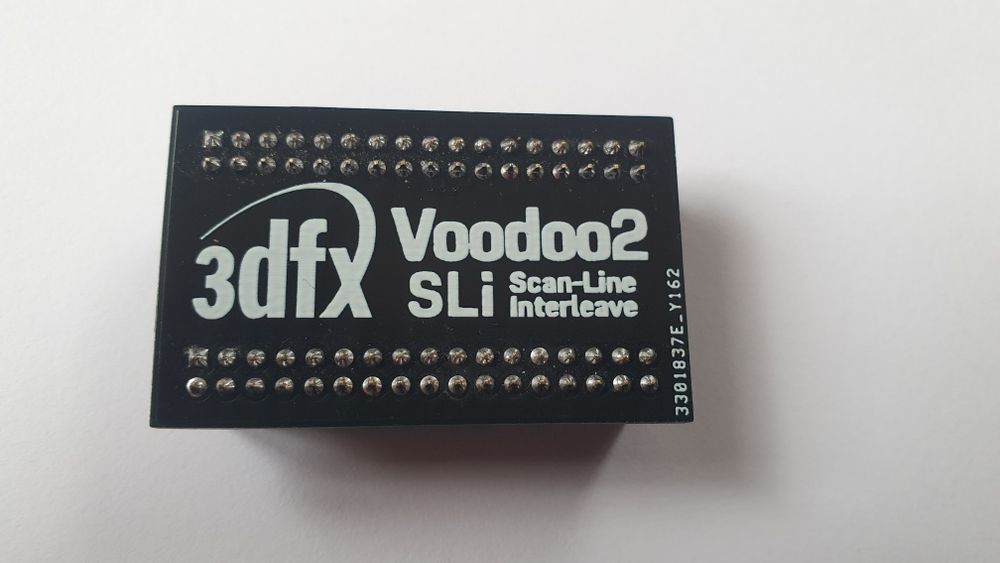 3dfx
Voodoo2
SLi Scan-Line
Interleave
3301837E_Y162